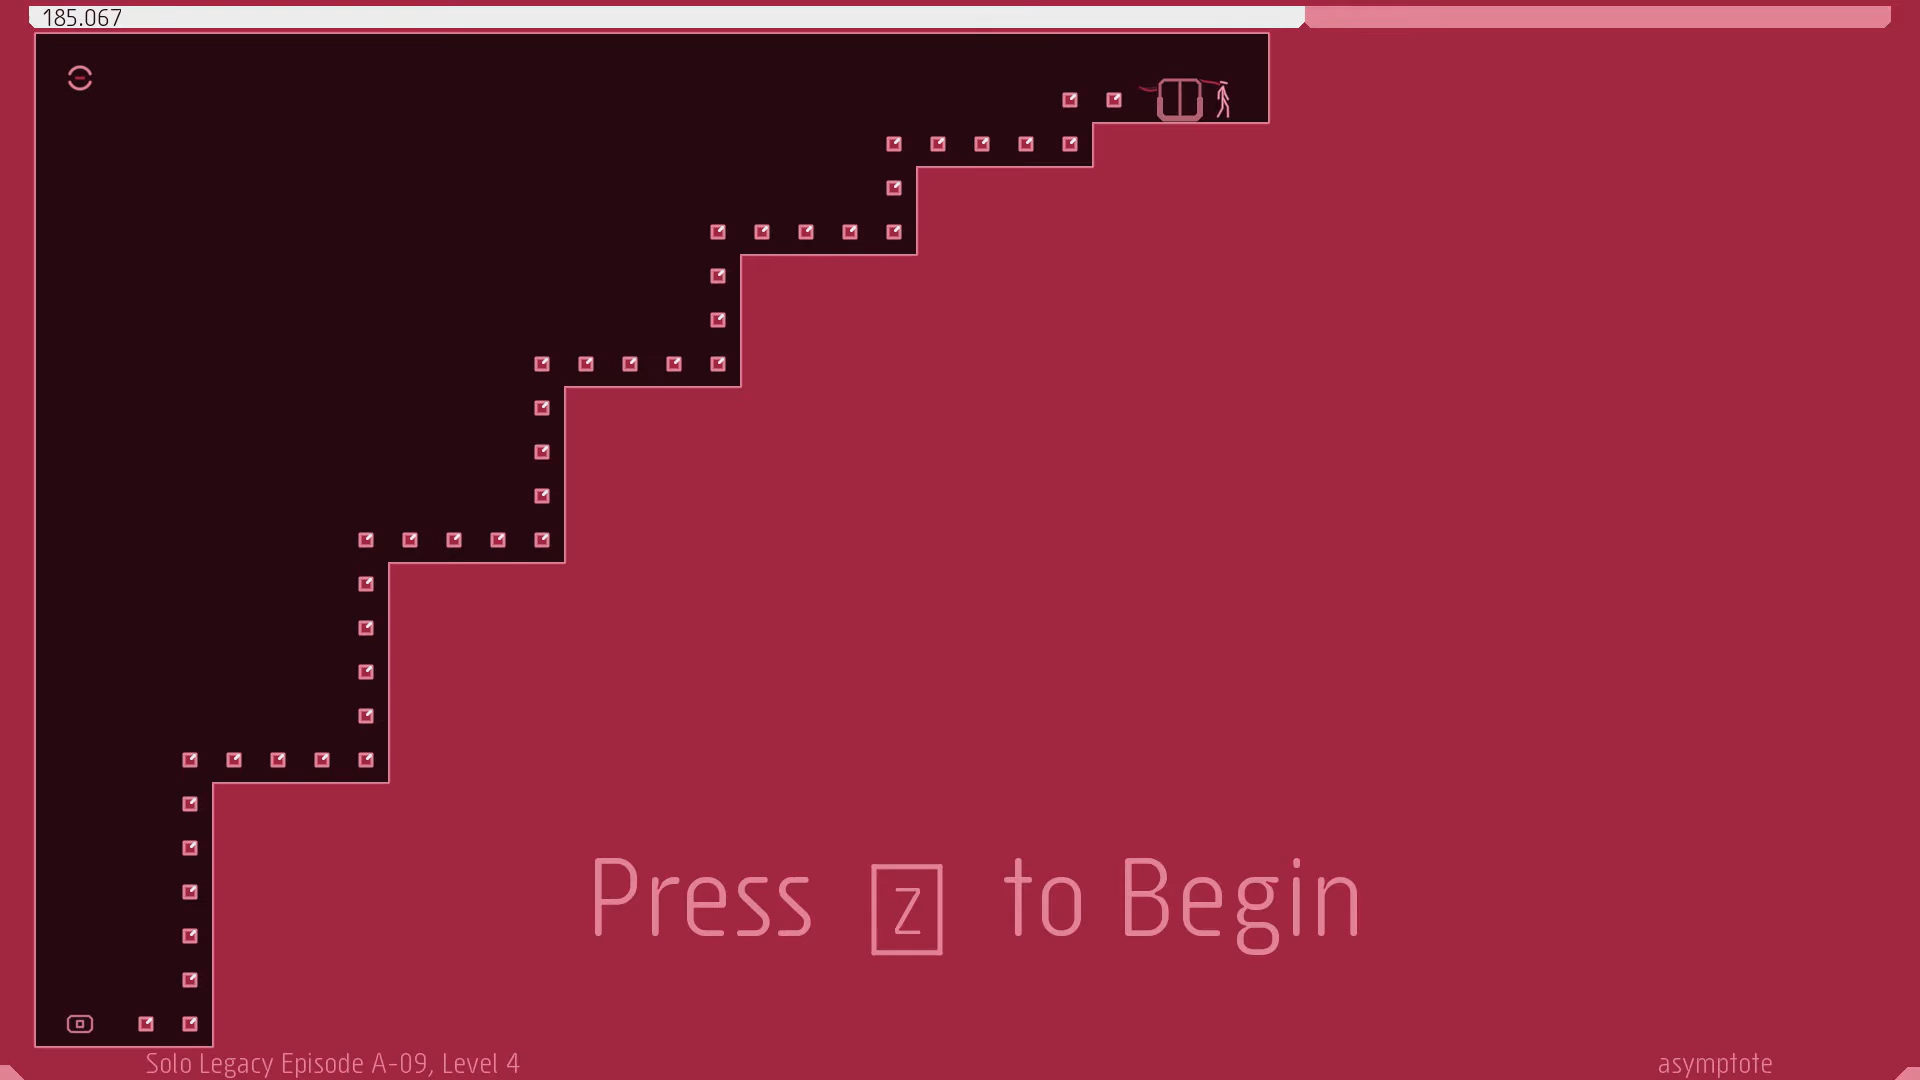 185.067
Press Z to Begin
Solo Legacy Episode A-09, Level 4
asymptote